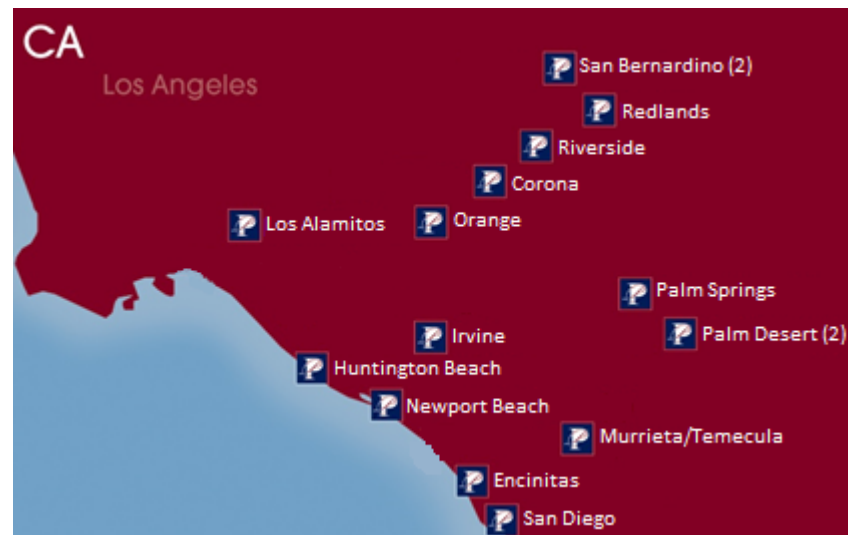 CA
Los Angeles
San Bernardino (2)
Redlands
Riverside
Corona
Los Alamitos
Orange
Palm Springs
Palm Desert (2)
Irvine
Huntington Beach
Newport Beach
Murrieta/Temecula
Encinitas
San Diego